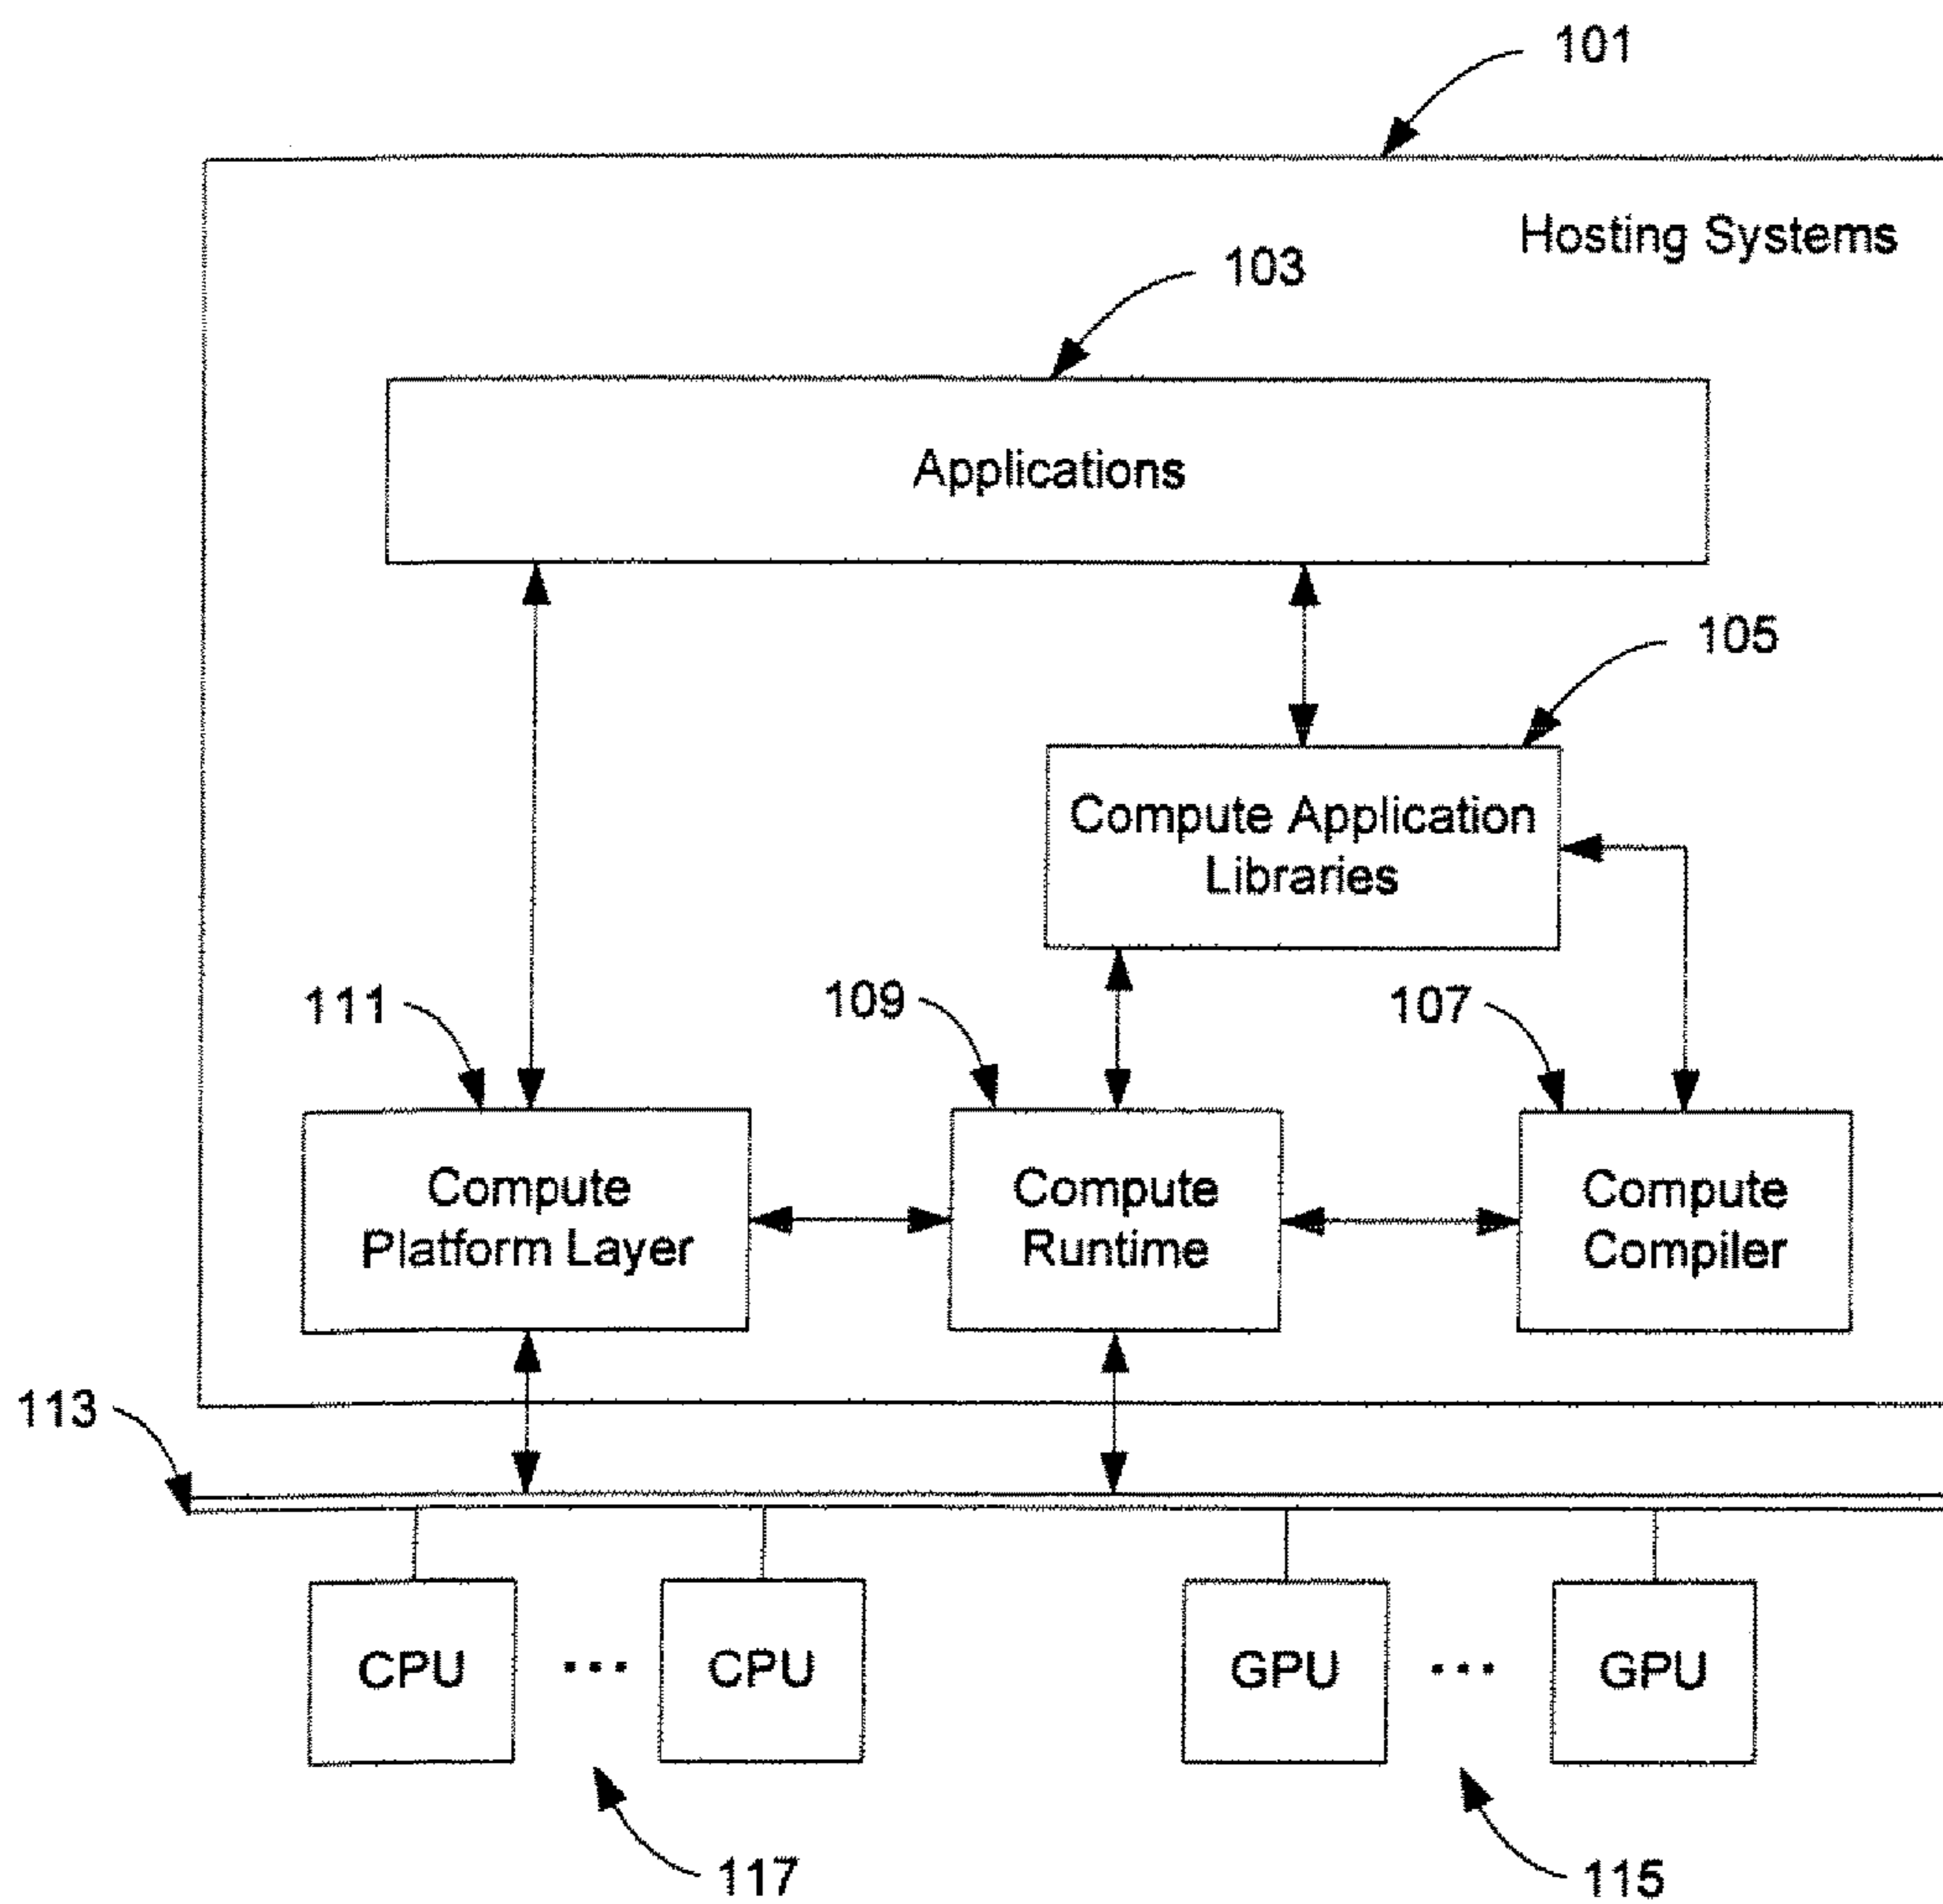 101
Hosting Systems
103
Applications
105
Compute Application
Libraries
111
109
107
Compute
Platform Layer
Compute
Runtime
Compute
Compiler
113
CPU
...
CPU
GPU
...
GPU
117
115